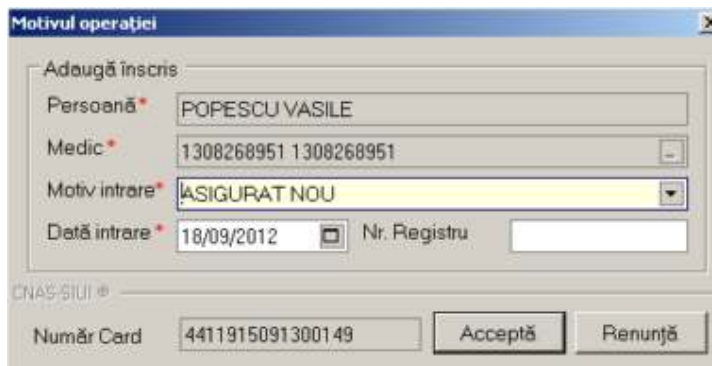 Motivul operației
Adaugă înscris
Persoană* POPESCU VASILE
Medic* 1308268951 1308268951 ...
Motiv intrare* ASIGURAT NOU
Dată intrare* 18/09/2012 Nr. Registru
CNAS-SIUI ®
Număr Card 4411915091300149 Acceptă Renunță